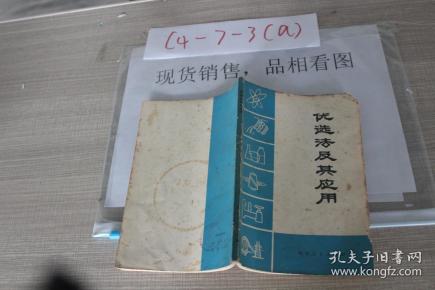 C4-7-3(a)
现货销售，品相看图
优选法及其应用
孔夫子旧书网
www.kongfz.com